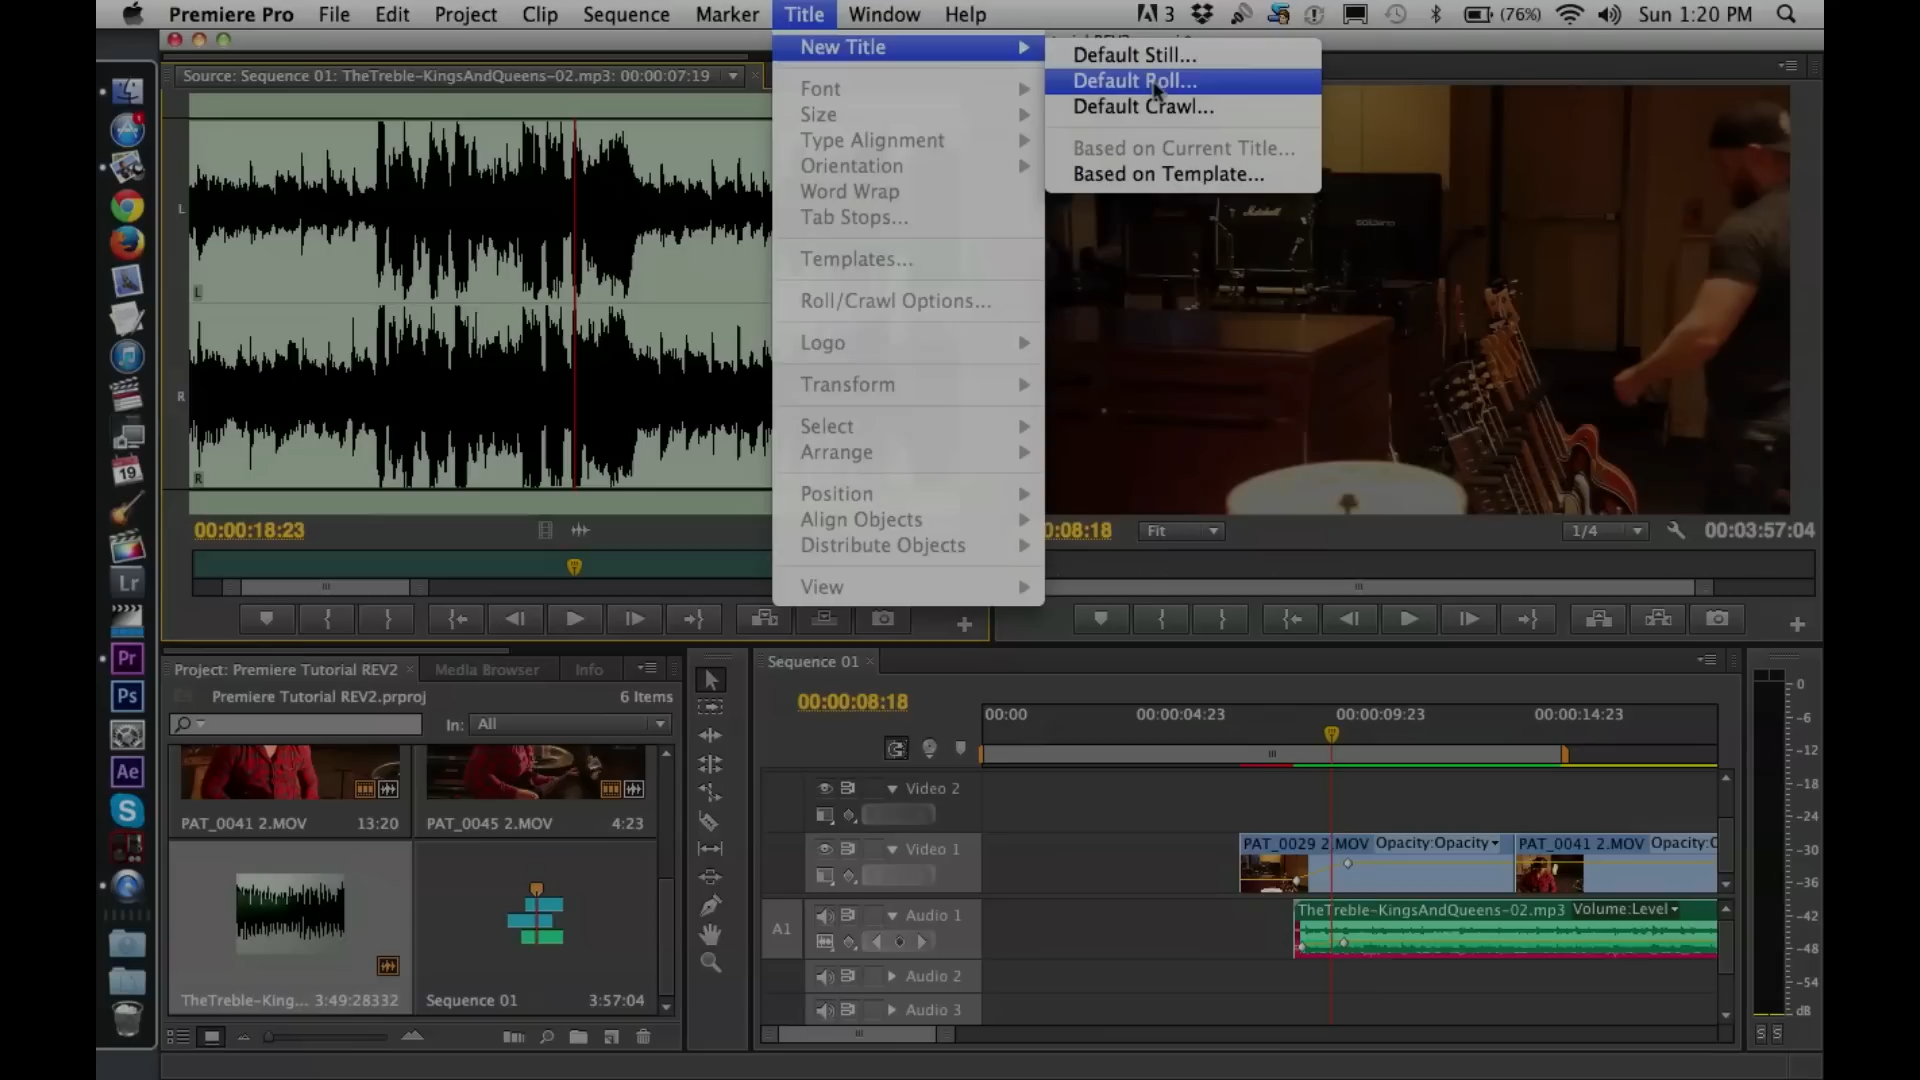 Premiere Pro File Edit Project Clip Sequence Marker Title Window Help 3 (76%) Sun 1:20 PM
Source: Sequence 01: TheTreble-KingsAndQueens-02.mp3: 00:00:07:19
New Title
Font
Size
Type Alignment
Orientation
Word Wrap
Tab Stops...
Templates...
Roll/Crawl Options...
Logo
Transform
Select
Arrange
Position
Align Objects
Distribute Objects
View
Default Still...
Default Roll...
Default Crawl...
Based on Current Title...
Based on Template...
Marshall
L
L
R
R
00:00:18:23
0:08:18 Fit 1/4 00:03:57:04
19
Lr
Pr
Ps
Ae
Project: Premiere Tutorial REV2 Media Browser Info
Premiere Tutorial REV2.prproj 6 Items
In: All
PAT_0041 2.MOV 13:20
PAT_0045 2.MOV 4:23
TheTreble-King... 3:49:28332
Sequence 01 3:57:04
Sequence 01
00:00:08:18
00:00 00:00:04:23 00:00:09:23 00:00:14:23
Video 2
Video 1
PAT_0029 2.MOV Opacity:Opacity
PAT_0041 2.MOV Opacity:O
A1 Audio 1
TheTreble-KingsAndQueens-02.mp3 Volume:Level
Audio 2
Audio 3
0
-6
-12
-18
-24
-30
-36
-42
-48
-54
dB
S S